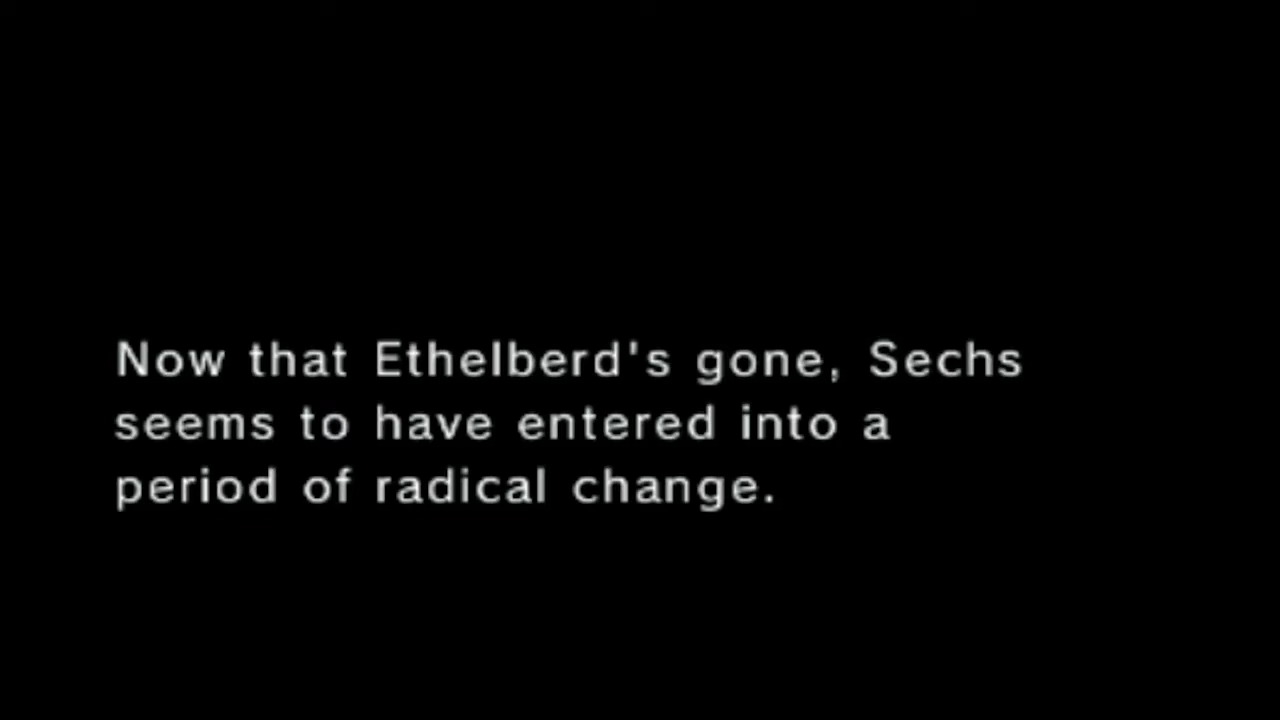 Now that Ethelberd's gone, Sechs
seems to have entered into a
period of radical change.